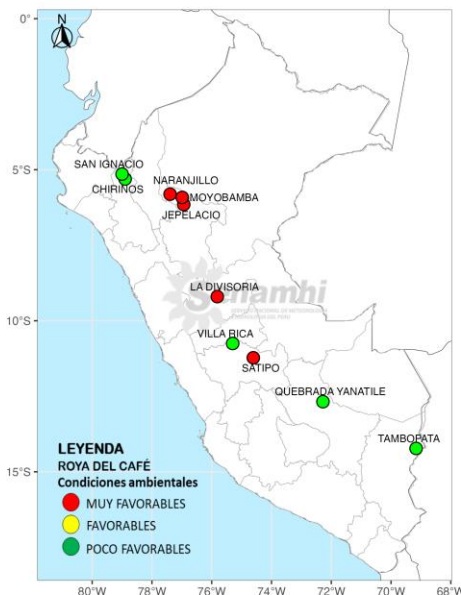 N
0°
5°S
10°S
15°S
SAN IGNACIO
CHIRINOS
NARANJILLO
MOYOBAMBA
JEPELACIO
LA DIVISORIA
Senamhi
VILLA RICA
SATIPO
QUEBRADA YANATILE
TAMBOPATA
LEYENDA
ROYA DEL CAFÉ
Condiciones ambientales
MUY FAVORABLES
FAVORABLES
POCO FAVORABLES
80°W 78°W 76°W 74°W 72°W 70°W 68°W